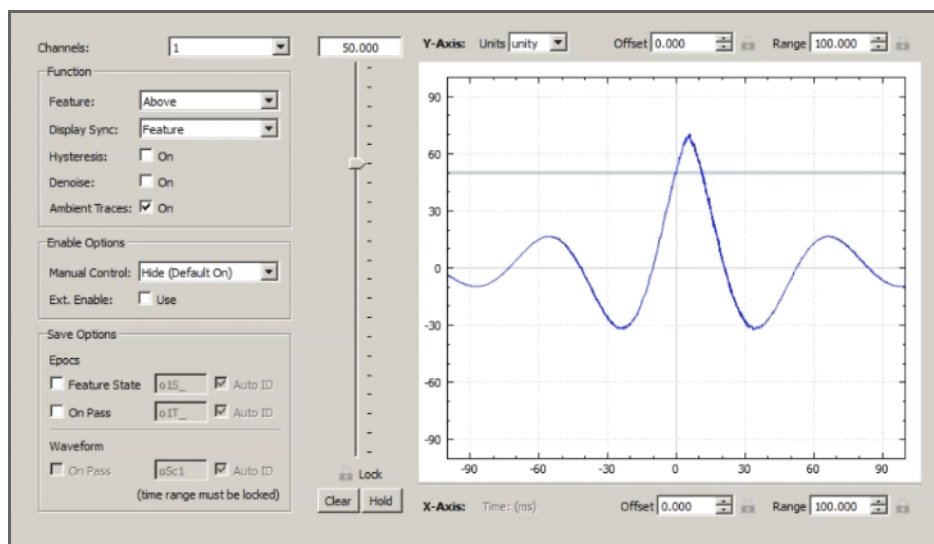 Channels: 1
Function
Feature: Above
Display Sync: Feature
Hysteresis: On
Denoise: On
Ambient Traces: On
Enable Options
Manual Control: Hide (Default On)
Ext. Enable: Use
Save Options
Epocs
Feature State o1S_ Auto ID
On Pass o1T_ Auto ID
Waveform
On Pass oSc1 Auto ID
(time range must be locked)
50.000
Lock
Clear Hold
Y-Axis: Units unity Offset 0.000 Range 100.000
90
60
30
0
-30
-60
-90
-90 -60 -30 0 30 60 90
X-Axis: Time: (ms) Offset 0.000 Range 100.000